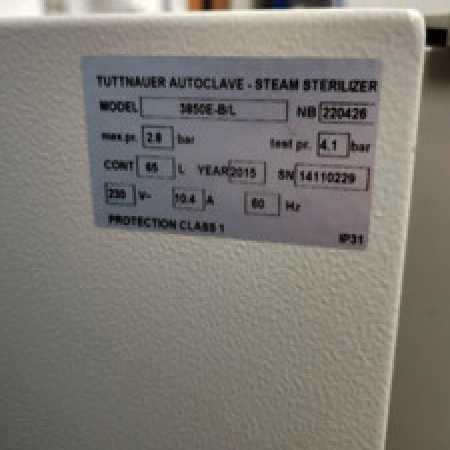 TUTTNAUER AUTOCLAVE - STEAM STERILIZER
MODEL 3850E-B/L NB 220426
max.pr. 2.8 bar test pr. 4.1 bar
CONT 65 L YEAR 2015 SN 14110229
230 V~ 10.4 A 60 Hz
PROTECTION CLASS 1 IP31